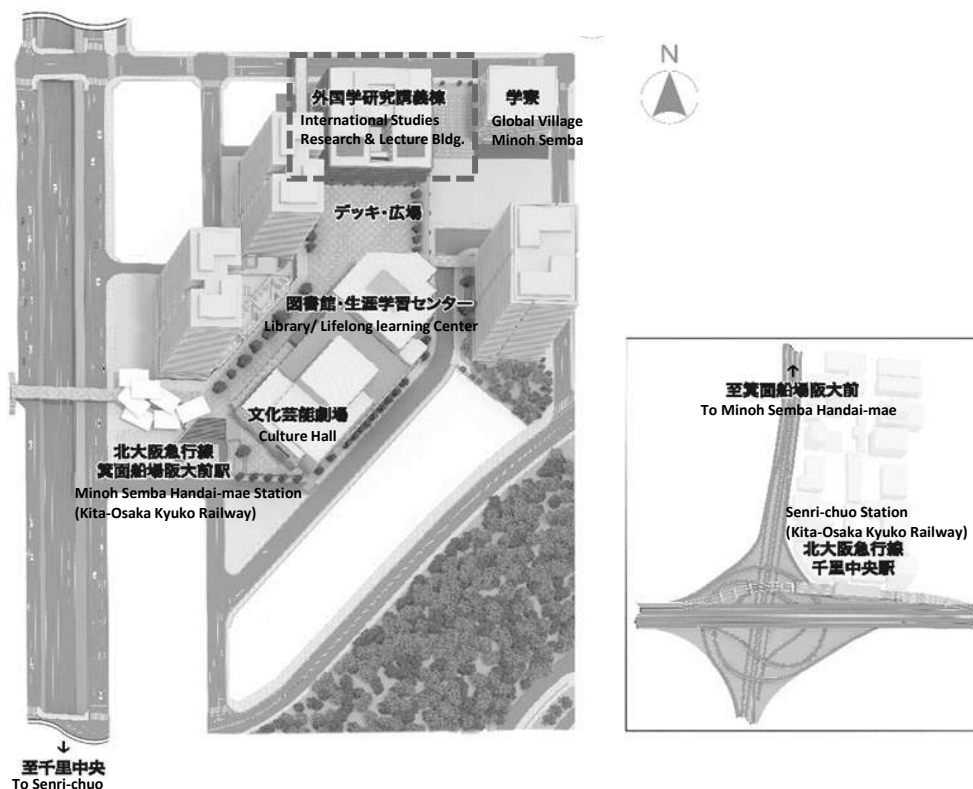 N
外国学研究講義棟
International Studies
Research & Lecture Bldg.
学寮
Global Village
Minoh Semba
デッキ・広場
図書館・生涯学習センター
Library/ Lifelong learning Center
文化芸能劇場
Culture Hall
北大阪急行線
箕面船場阪大前駅
Minoh Semba Handai-mae Station
(Kita-Osaka Kyuko Railway)
↓
至千里中央
To Senri-chuo
↑
至箕面船場阪大前
To Minoh Semba Handai-mae
Senri-chuo Station
(Kita-Osaka Kyuko Railway)
北大阪急行線
千里中央駅